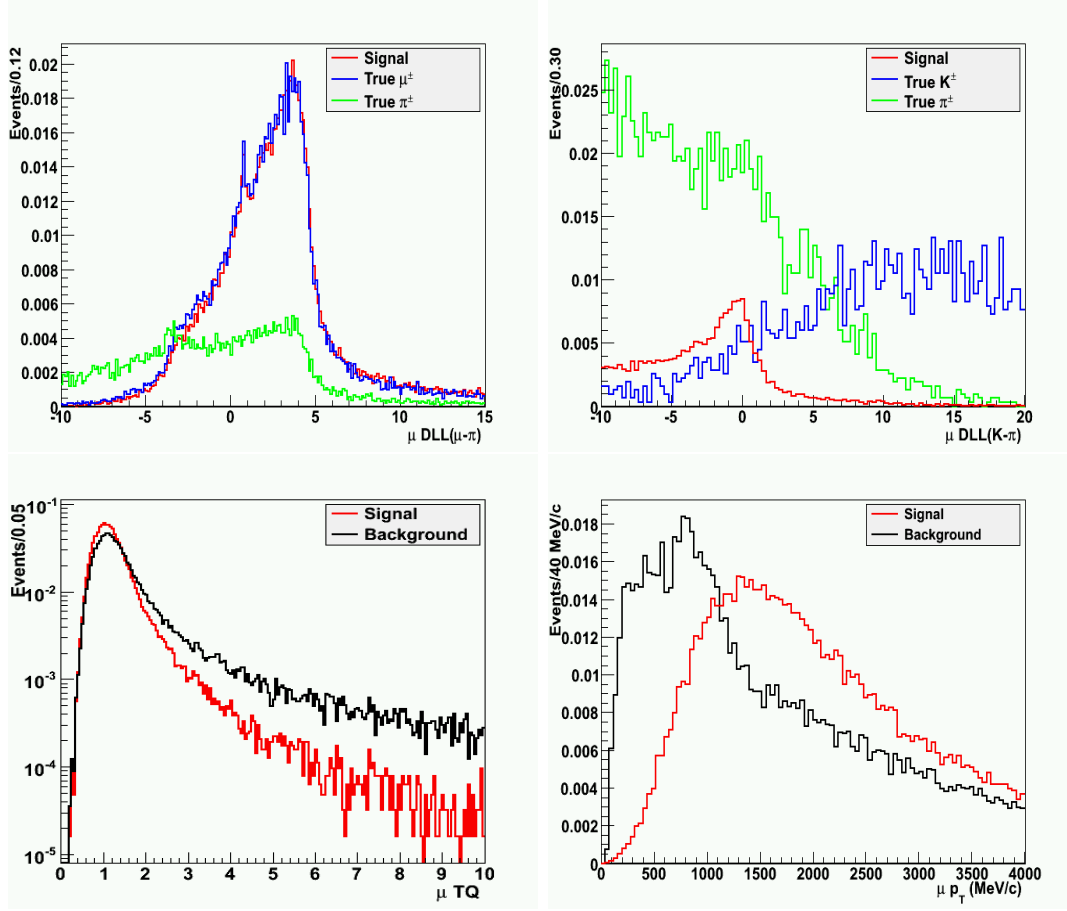 Events/0.12
0.02
0.018
0.016
0.014
0.012
0.01
0.008
0.006
0.004
0.002
0
Signal
True μ±
True π±
-10 -5 0 5 10 15
μ DLL(μ-π)
Events/0.30
0.025
0.02
0.015
0.01
0.005
0
Signal
True K±
True π±
-10 -5 0 5 10 15 20
μ DLL(K-π)
Events/0.05
10-1
10-2
10-3
10-4
10-5
Signal
Background
0 1 2 3 4 5 6 7 8 9 10
μ TQ
Events/40 MeV/c
0.018
0.016
0.014
0.012
0.01
0.008
0.006
0.004
0.002
0
Signal
Background
0 500 1000 1500 2000 2500 3000 3500 4000
μ pT (MeV/c)